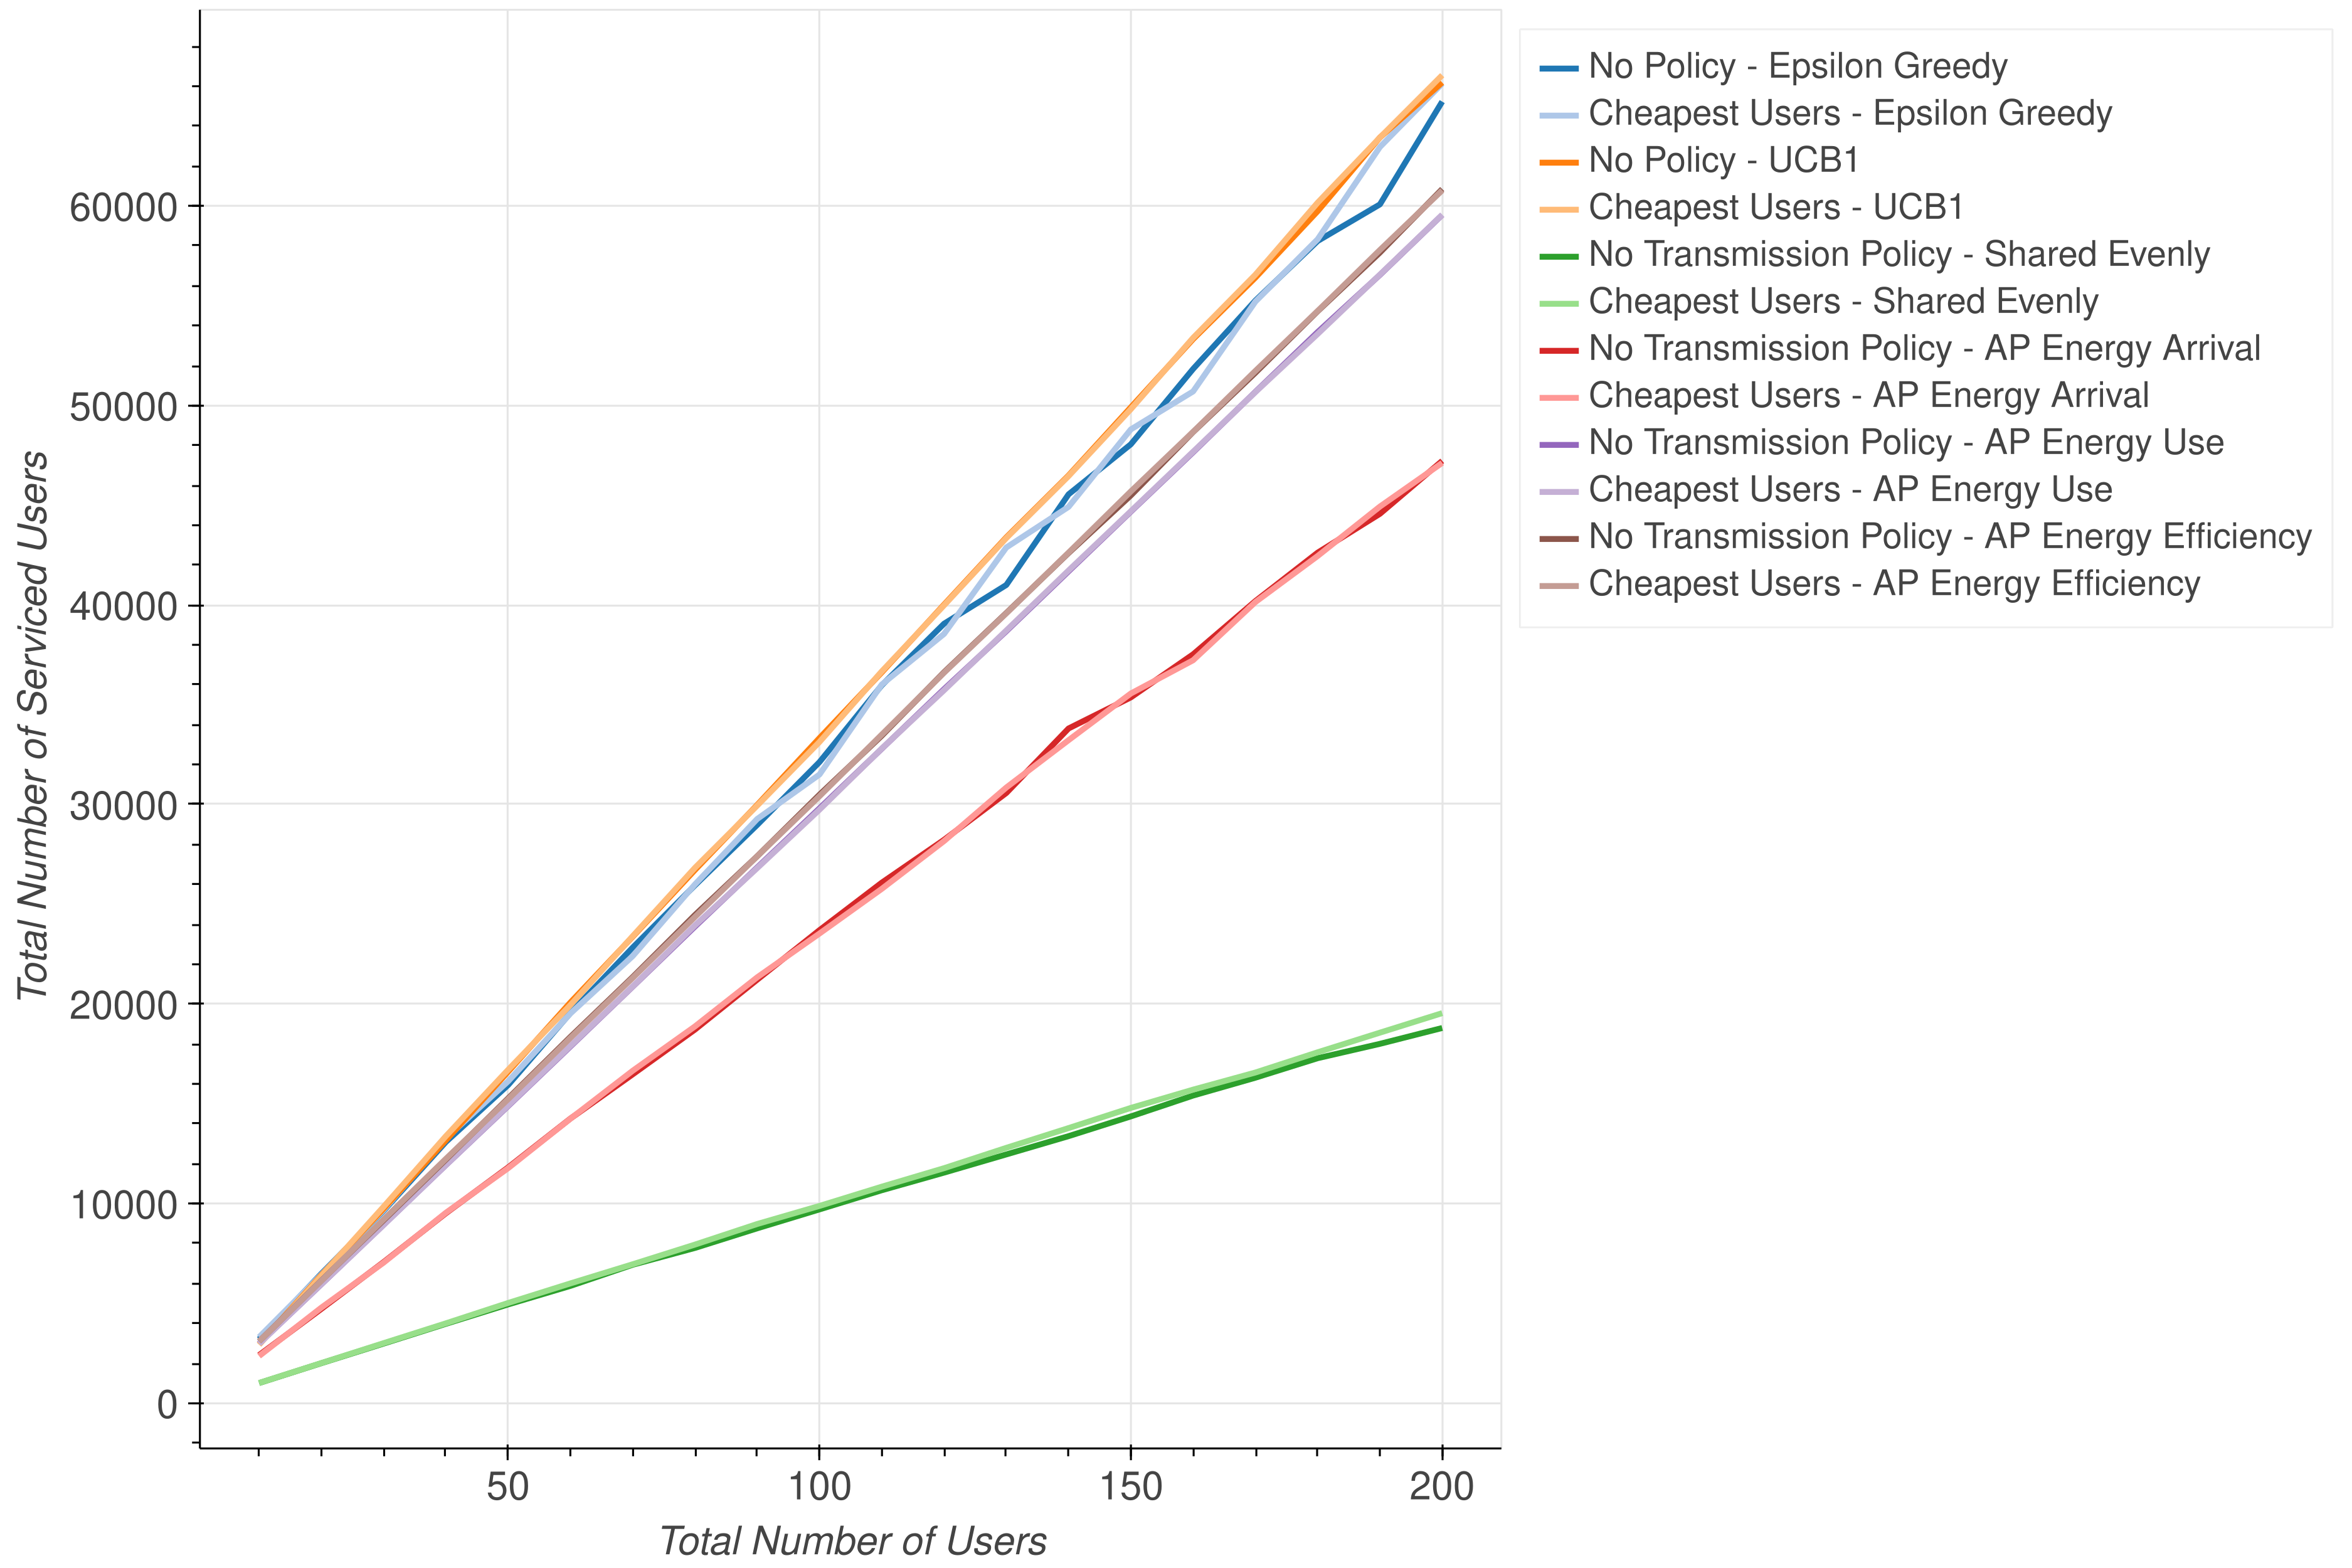 Total Number of Serviced Users
60000
50000
40000
30000
20000
10000
0
50
100
150
200
Total Number of Users
No Policy - Epsilon Greedy
Cheapest Users - Epsilon Greedy
No Policy - UCB1
Cheapest Users - UCB1
No Transmission Policy - Shared Evenly
Cheapest Users - Shared Evenly
No Transmission Policy - AP Energy Arrival
Cheapest Users - AP Energy Arrival
No Transmission Policy - AP Energy Use
Cheapest Users - AP Energy Use
No Transmission Policy - AP Energy Efficiency
Cheapest Users - AP Energy Efficiency